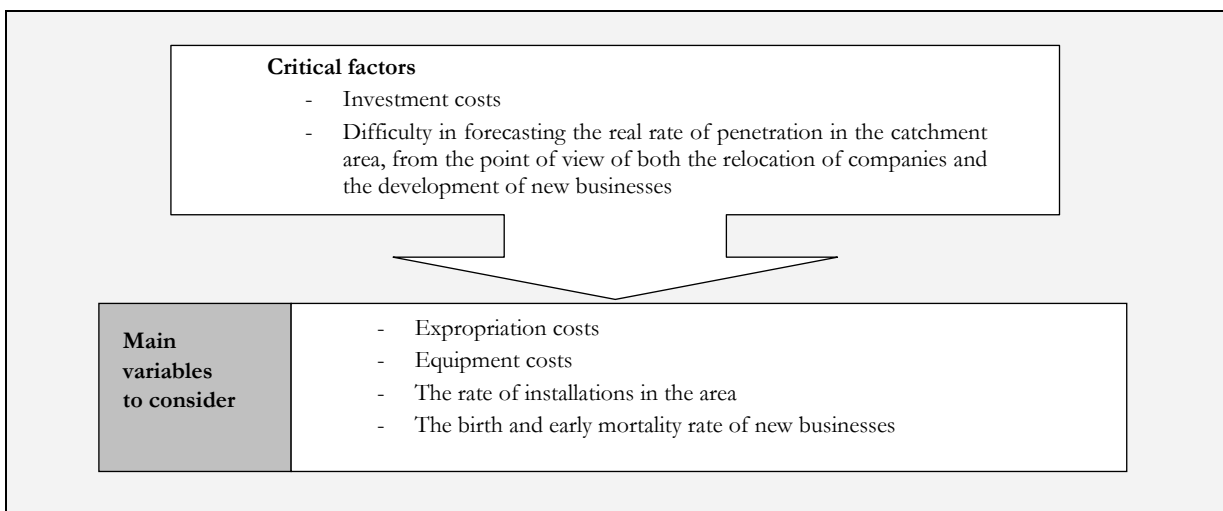 Critical factors
- Investment costs
- Difficulty in forecasting the real rate of penetration in the catchment
area, from the point of view of both the relocation of companies and
the development of new businesses
Main
variables
to consider
- Expropriation costs
- Equipment costs
- The rate of installations in the area
- The birth and early mortality rate of new businesses